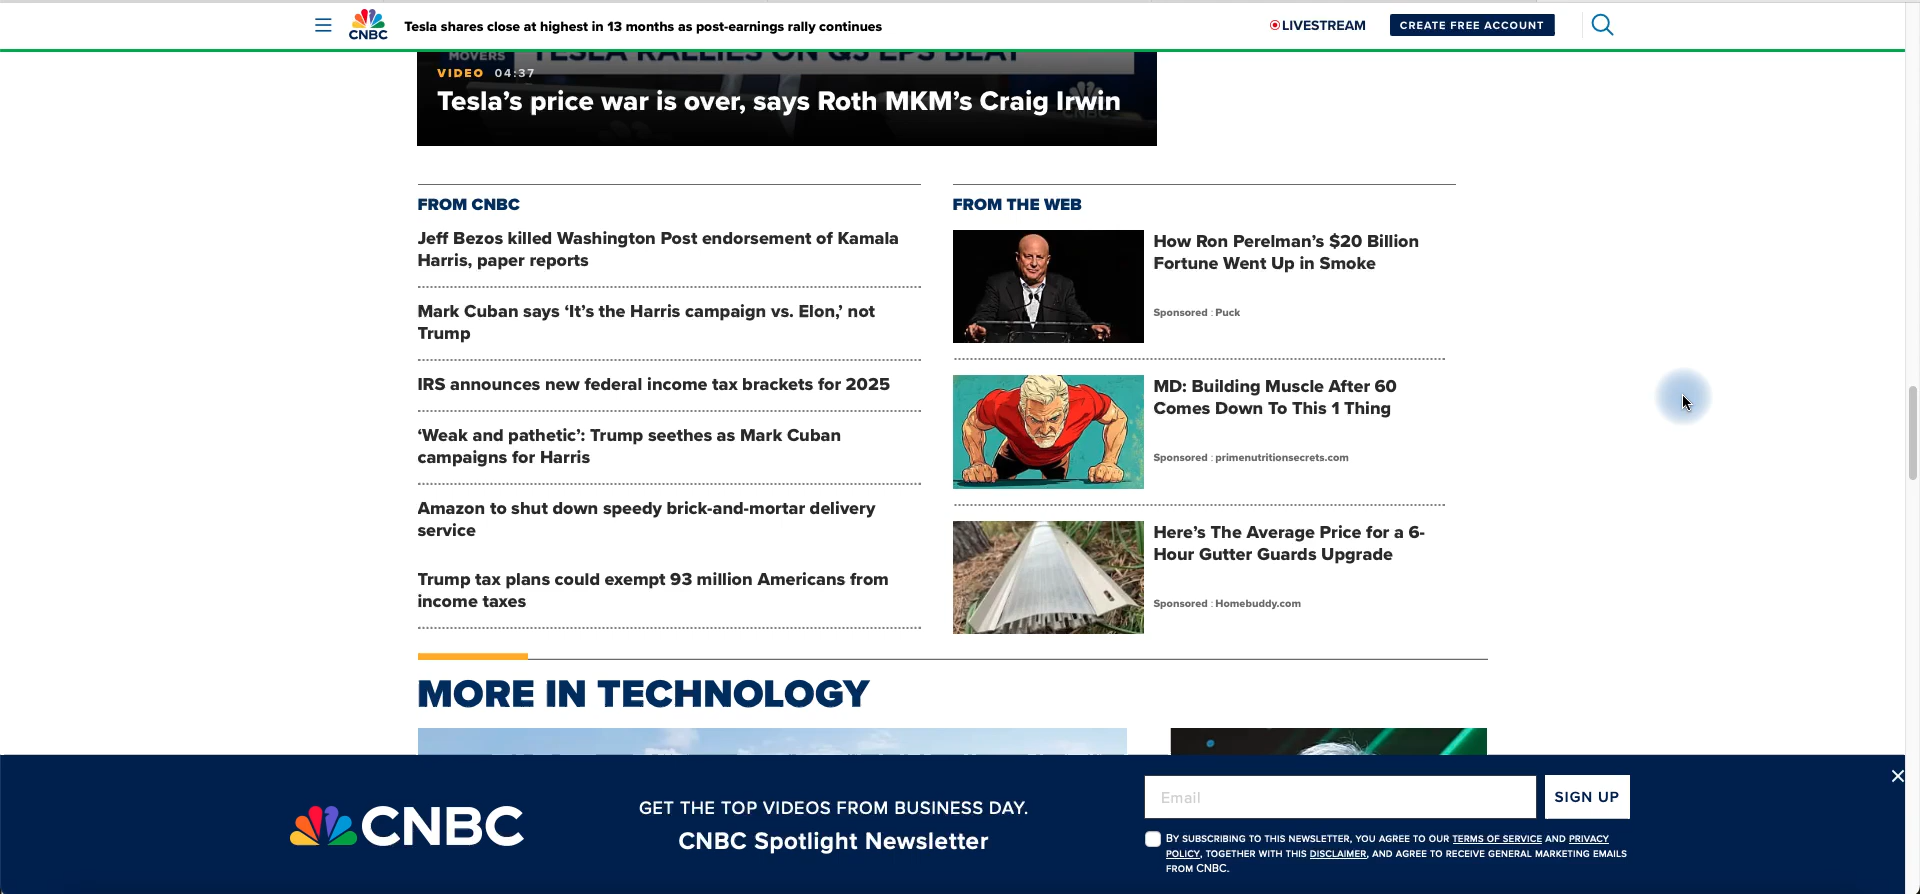 CNBC
Tesla shares close at highest in 13 months as post-earnings rally continues
LIVESTREAM
CREATE FREE ACCOUNT
MOVERS
TESLA RALLIES ON Q3 EPS BEAT
VIDEO 04:37
Tesla’s price war is over, says Roth MKM’s Craig Irwin
CNBC
FROM CNBC
Jeff Bezos killed Washington Post endorsement of Kamala
Harris, paper reports
Mark Cuban says ‘It’s the Harris campaign vs. Elon,’ not
Trump
IRS announces new federal income tax brackets for 2025
‘Weak and pathetic’: Trump seethes as Mark Cuban
campaigns for Harris
Amazon to shut down speedy brick-and-mortar delivery
service
Trump tax plans could exempt 93 million Americans from
income taxes
FROM THE WEB
How Ron Perelman’s $20 Billion
Fortune Went Up in Smoke
Sponsored : Puck
MD: Building Muscle After 60
Comes Down To This 1 Thing
Sponsored : primenutritionsecrets.com
Here’s The Average Price for a 6-
Hour Gutter Guards Upgrade
Sponsored : Homebuddy.com
MORE IN TECHNOLOGY
CNBC
GET THE TOP VIDEOS FROM BUSINESS DAY.
CNBC Spotlight Newsletter
Email
SIGN UP
BY SUBSCRIBING TO THIS NEWSLETTER, YOU AGREE TO OUR TERMS OF SERVICE AND PRIVACY
POLICY, TOGETHER WITH THIS DISCLAIMER, AND AGREE TO RECEIVE GENERAL MARKETING EMAILS
FROM CNBC.